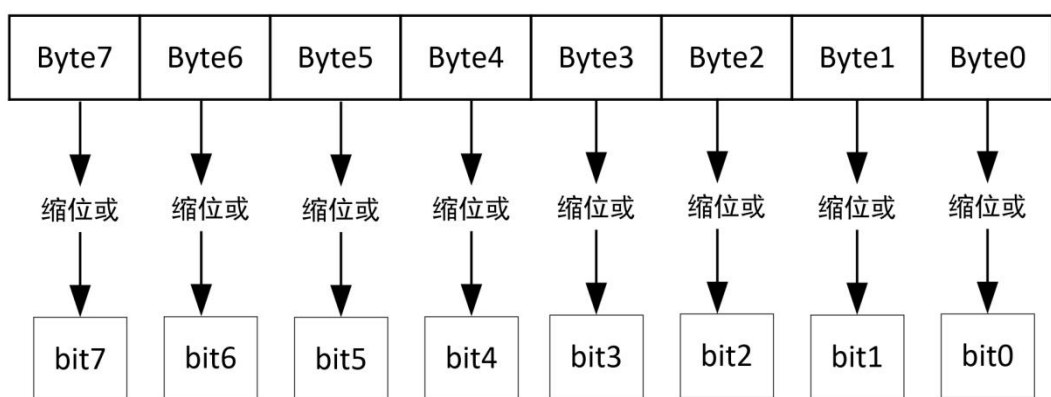 Byte7 Byte6 Byte5 Byte4 Byte3 Byte2 Byte1 Byte0
缩位或 缩位或 缩位或 缩位或 缩位或 缩位或 缩位或 缩位或
bit7 bit6 bit5 bit4 bit3 bit2 bit1 bit0